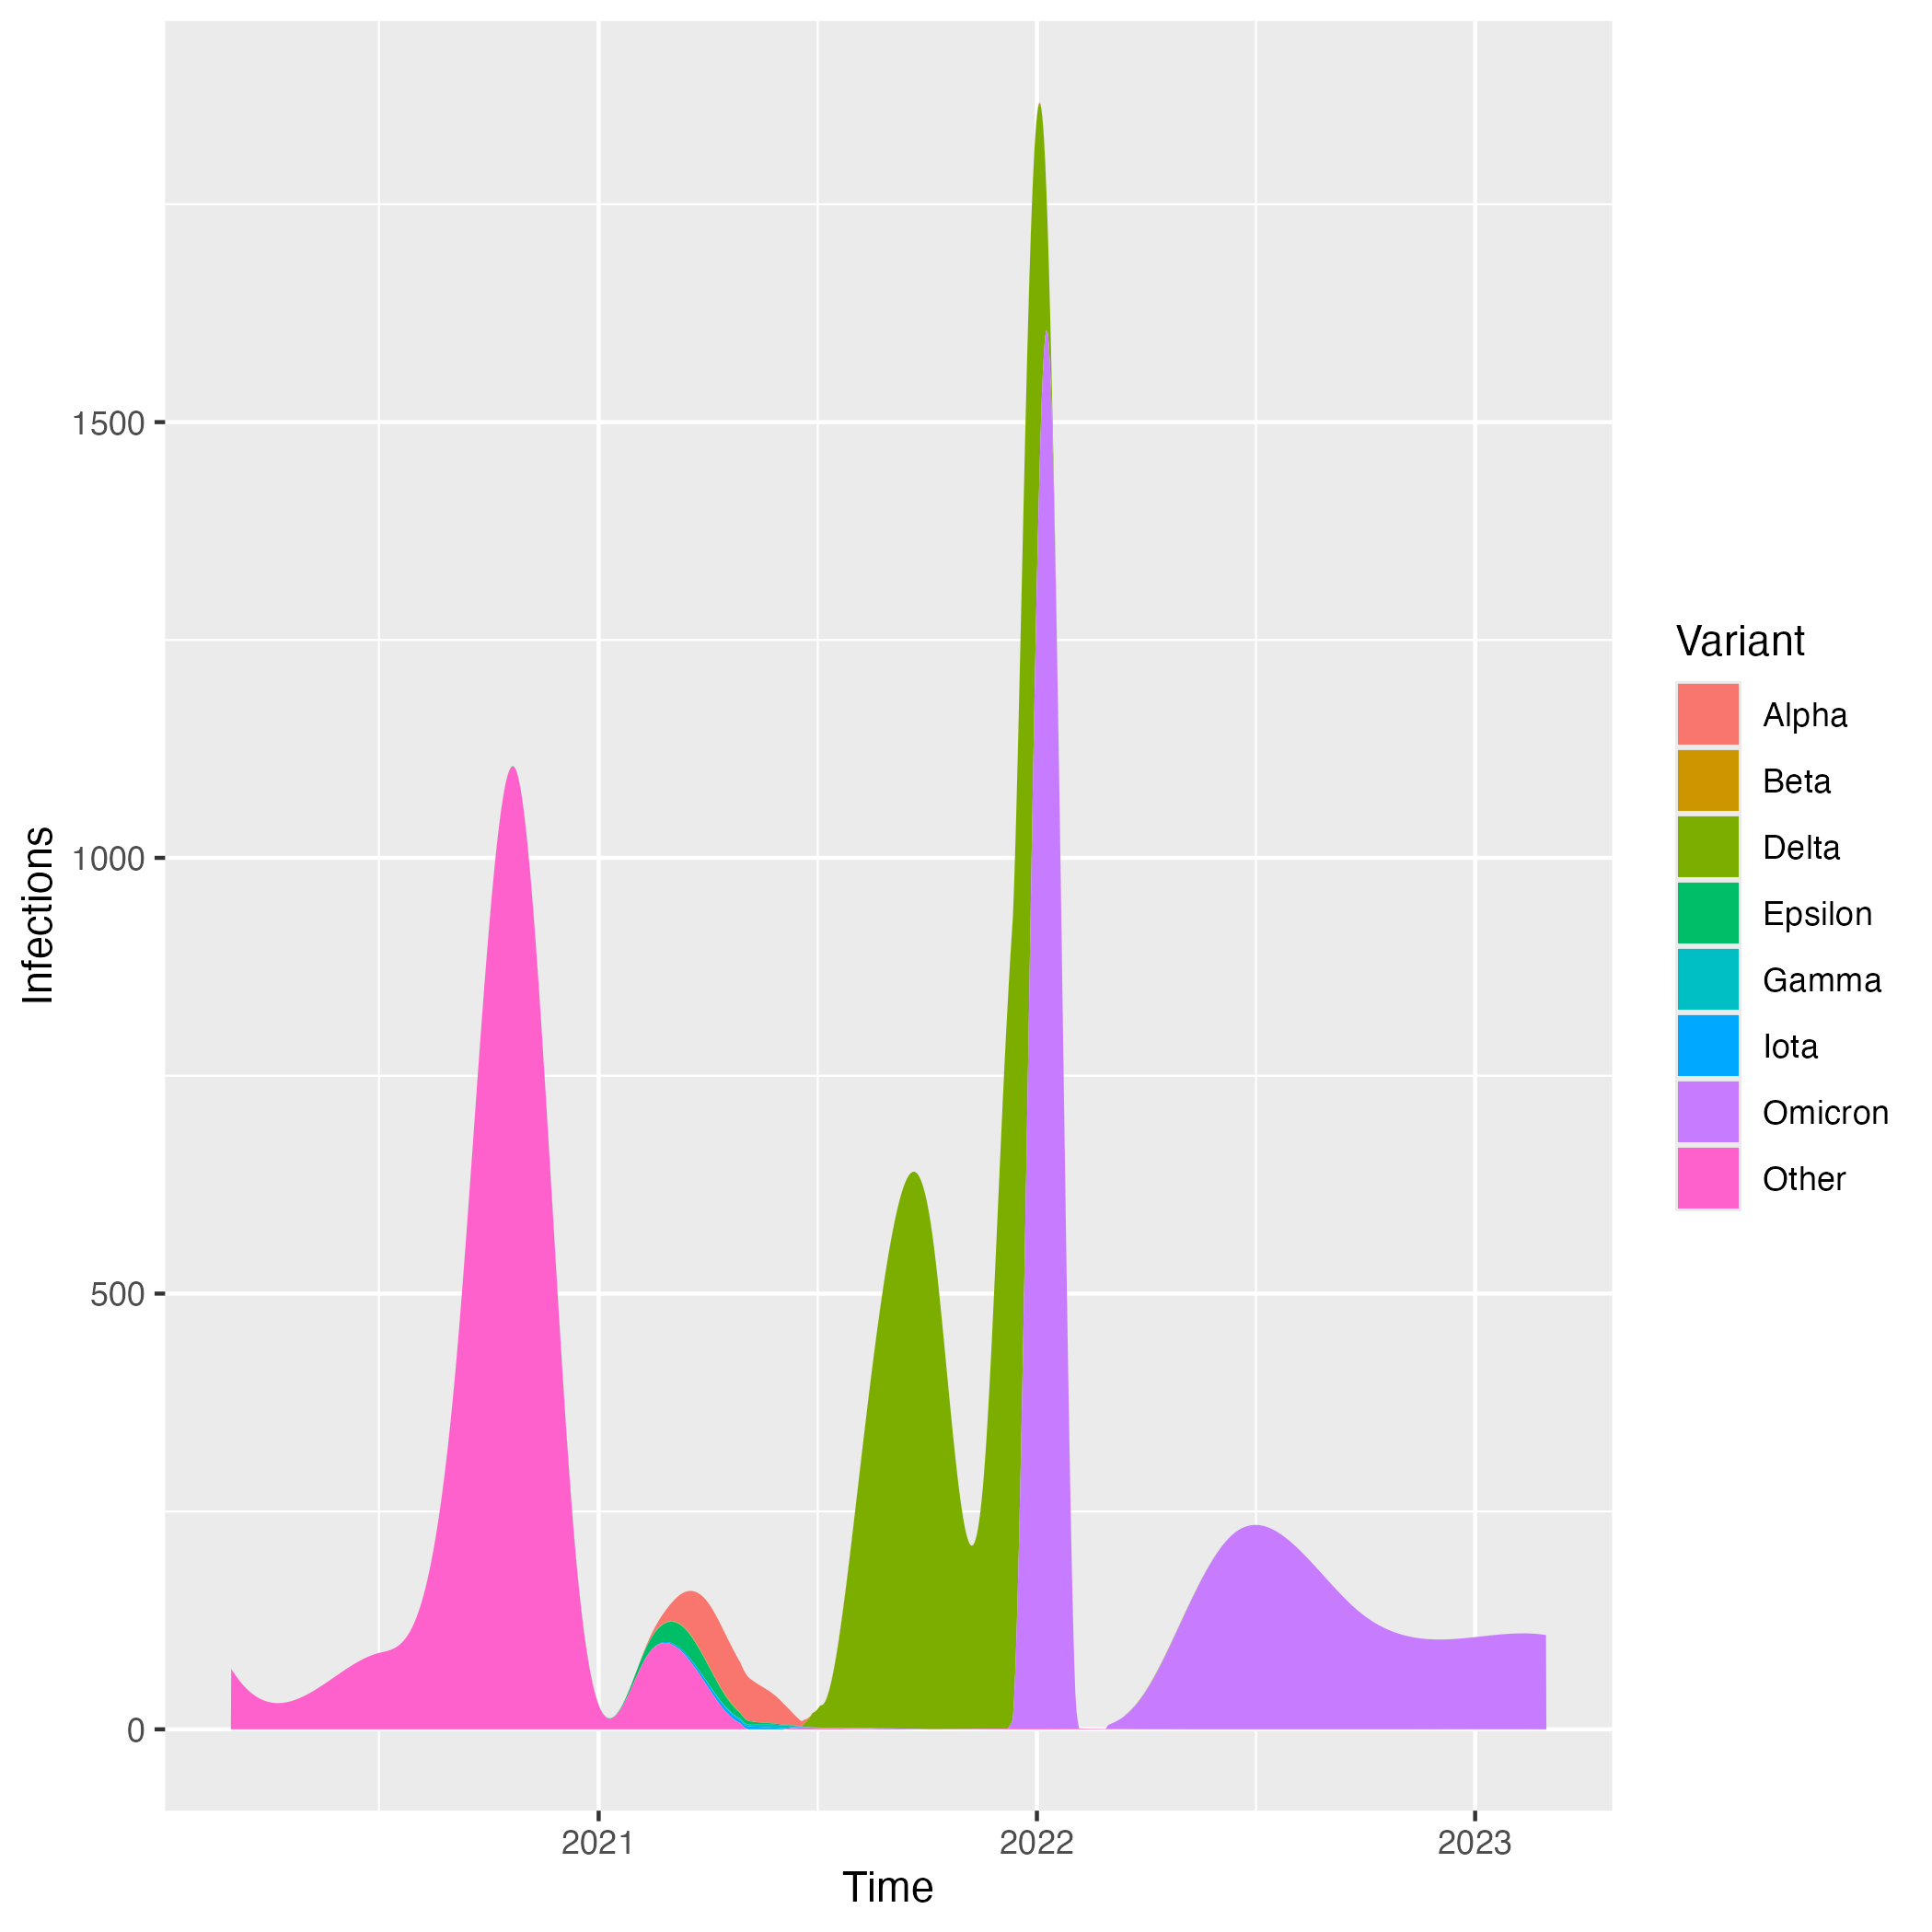 Infections
1500
1000
500
0
2021
2022
2023
Time
Variant
Alpha
Beta
Delta
Epsilon
Gamma
Iota
Omicron
Other